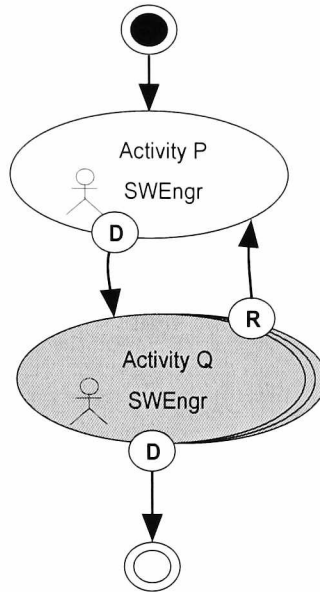 Activity P
SWEngr
D
R
Activity Q
SWEngr
D